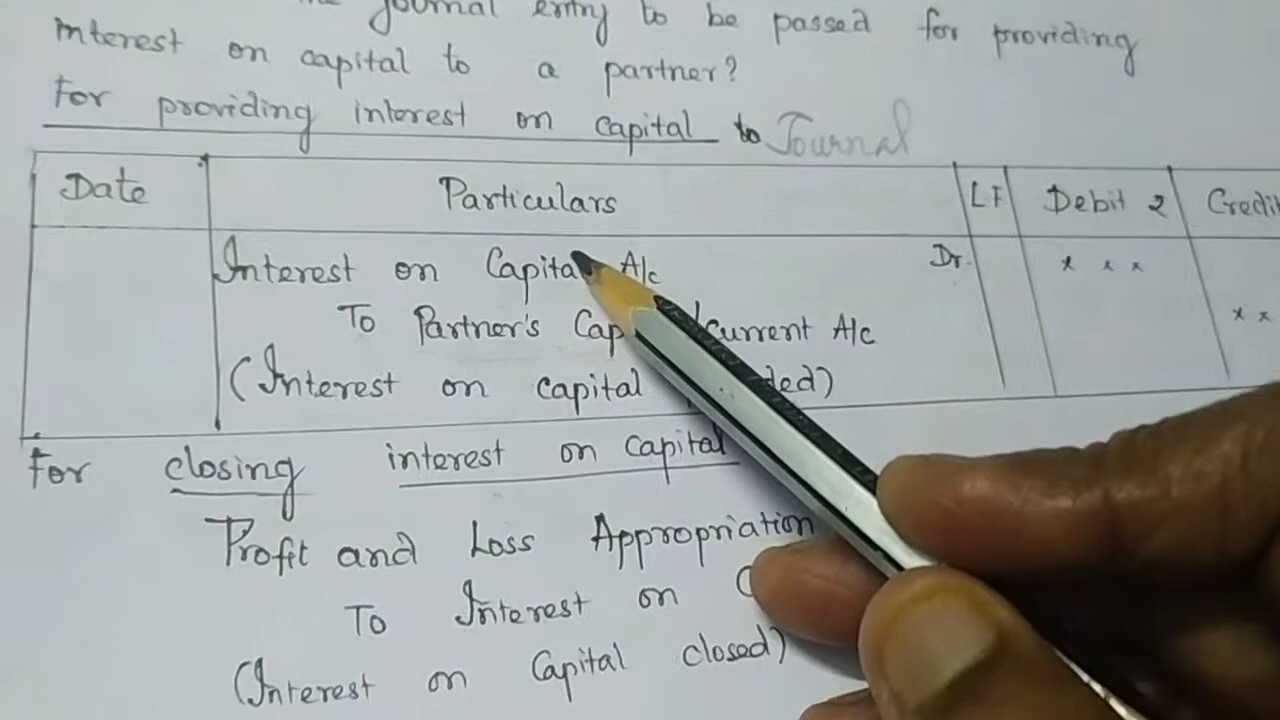 Journal entry to be passed for providing
interest on capital to a partner?
For providing interest on capital to Journal
Date Particulars LF Debit ₹ Credit
Interest on Capital A/c Dr. x x x
To Partner's Cap /current A/c x x
(Interest on capital ded)
For closing interest on capital
Profit and Loss Appropriation
To Interest on
(Interest on Capital closed)